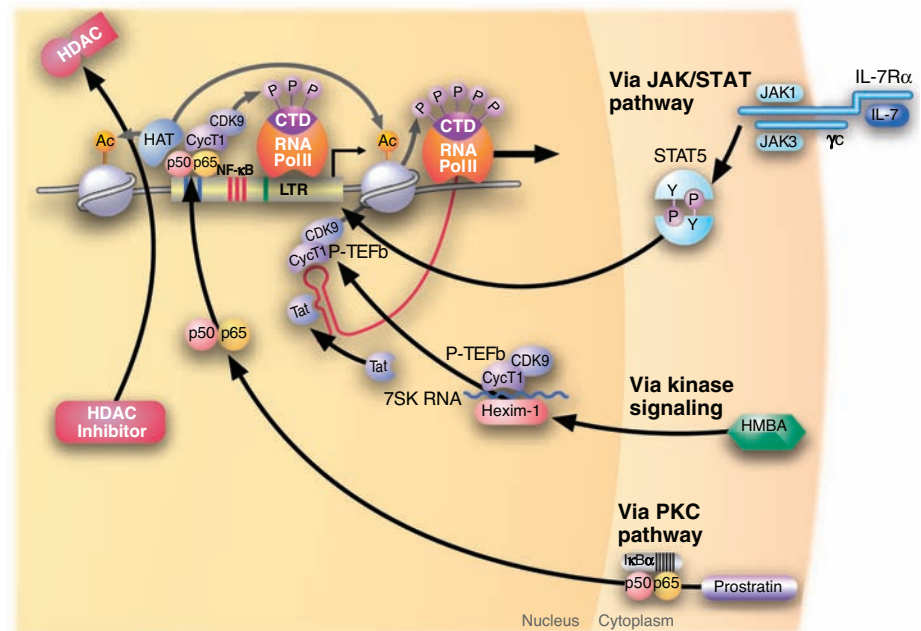 HDAC
Via JAK/STAT
pathway
IL-7Rα
JAK1
IL-7
JAK3
γc
STAT5
Y
P
P
Y
P
P
P
CTD
RNA
PolII
CDK9
HAT
CycT1
Ac
p50
p65
NF-κB
LTR
Ac
P
P
P
P
P
CTD
RNA
PolII
CDK9
CycT1
P-TEFb
Tat
Tat
p50
p65
P-TEFb
CDK9
CycT1
7SK RNA
Hexim-1
Via kinase
signaling
HMBA
HDAC
Inhibitor
Via PKC
pathway
IκBα
p50
p65
Prostratin
Nucleus
Cytoplasm